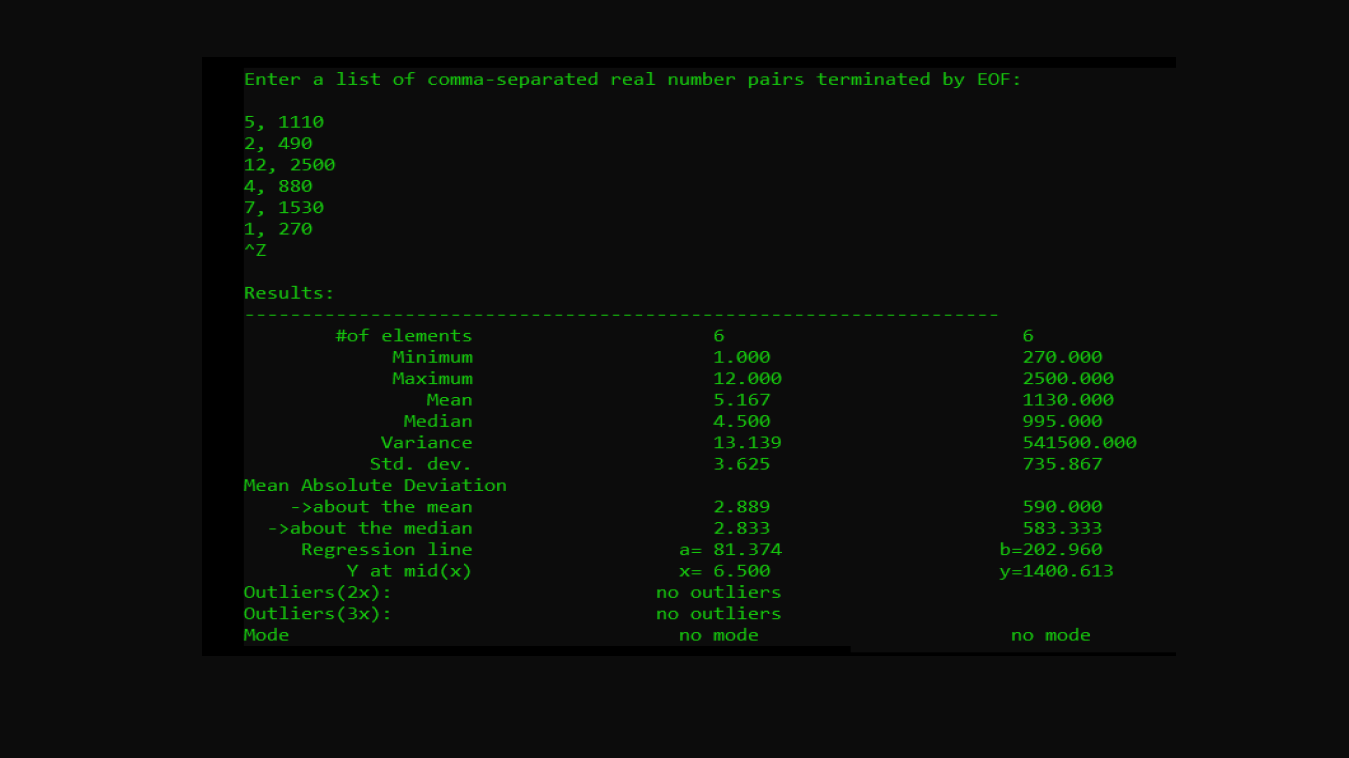 Enter a list of comma-separated real number pairs terminated by EOF:
5, 1110
2, 490
12, 2500
4, 880
7, 1530
1, 270
^Z
Results:
------------------------------------------------------------------
#of elements 6 6
Minimum 1.000 270.000
Maximum 12.000 2500.000
Mean 5.167 1130.000
Median 4.500 995.000
Variance 13.139 541500.000
Std. dev. 3.625 735.867
Mean Absolute Deviation
->about the mean 2.889 590.000
->about the median 2.833 583.333
Regression line a= 81.374 b=202.960
Y at mid(x) x= 6.500 y=1400.613
Outliers(2x): no outliers
Outliers(3x): no outliers
Mode no mode no mode